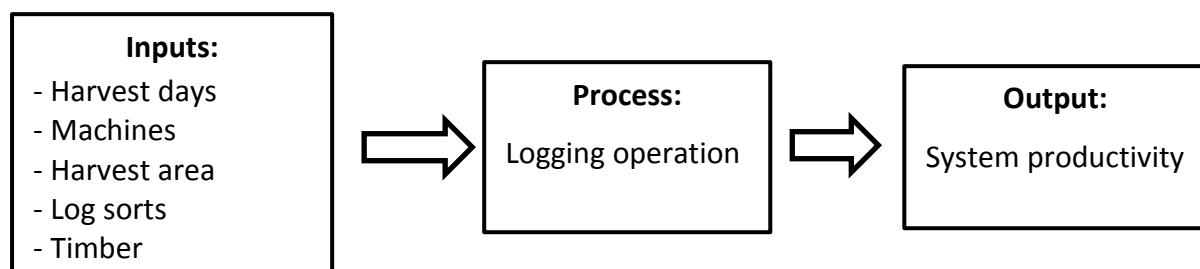 Inputs:
- Harvest days
- Machines
- Harvest area
- Log sorts
- Timber
Process:
Logging operation
Output:
System productivity